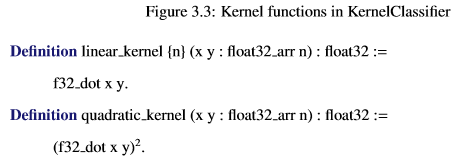 Figure 3.3: Kernel functions in KernelClassifier
Definition linear_kernel {n} (x y : float32_arr n) : float32 :=
f32_dot x y.
Definition quadratic_kernel (x y : float32_arr n) : float32 :=
(f32_dot x y)².